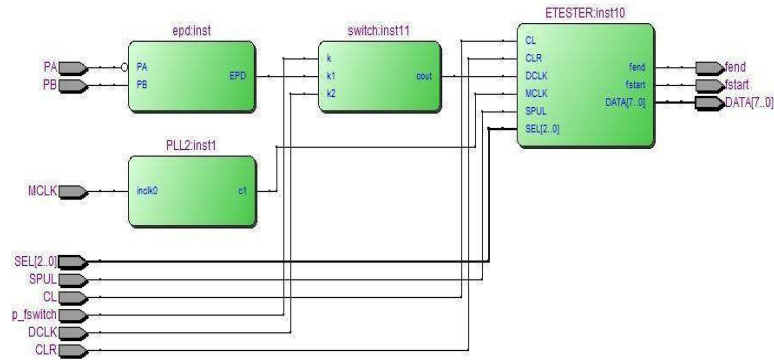 epd:inst
PA
PB
PA
PB
EPD
switch:inst11
k
k1
k2
cout
ETESTER:inst10
CL
CLR
DCLK
MCLK
SPUL
SEL[2..0]
fend
fstart
DATA[7..0]
fend
fstart
DATA[7..0]
PLL2:inst1
MCLK
inclk0
c1
SEL[2..0]
SPUL
CL
p_fswitch
DCLK
CLR